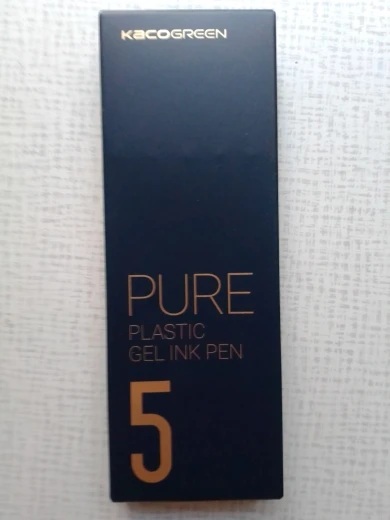 KACOGREEN
PURE
PLASTIC
GEL INK PEN
5